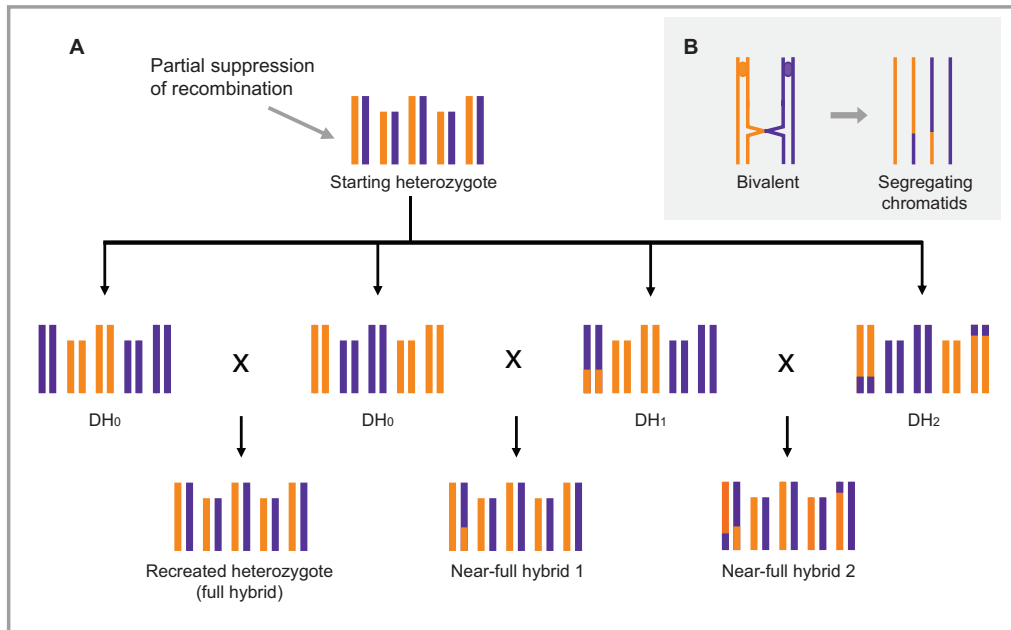 A
Partial suppression
of recombination
Starting heterozygote
B
Bivalent
Segregating
chromatids
X
X
X
DH0
DH0
DH1
DH2
Recreated heterozygote
(full hybrid)
Near-full hybrid 1
Near-full hybrid 2